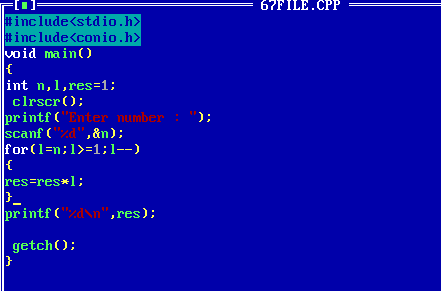 [■] 67FILE.CPP
#include<stdio.h>
#include<conio.h>
void main()
{
int n,l,res=1;
 clrscr();
printf("Enter number : ");
scanf("%d",&n);
for(l=n;l>=1;l--)
{
res=res*l;
}_
printf("%d\n",res);

 getch();
}